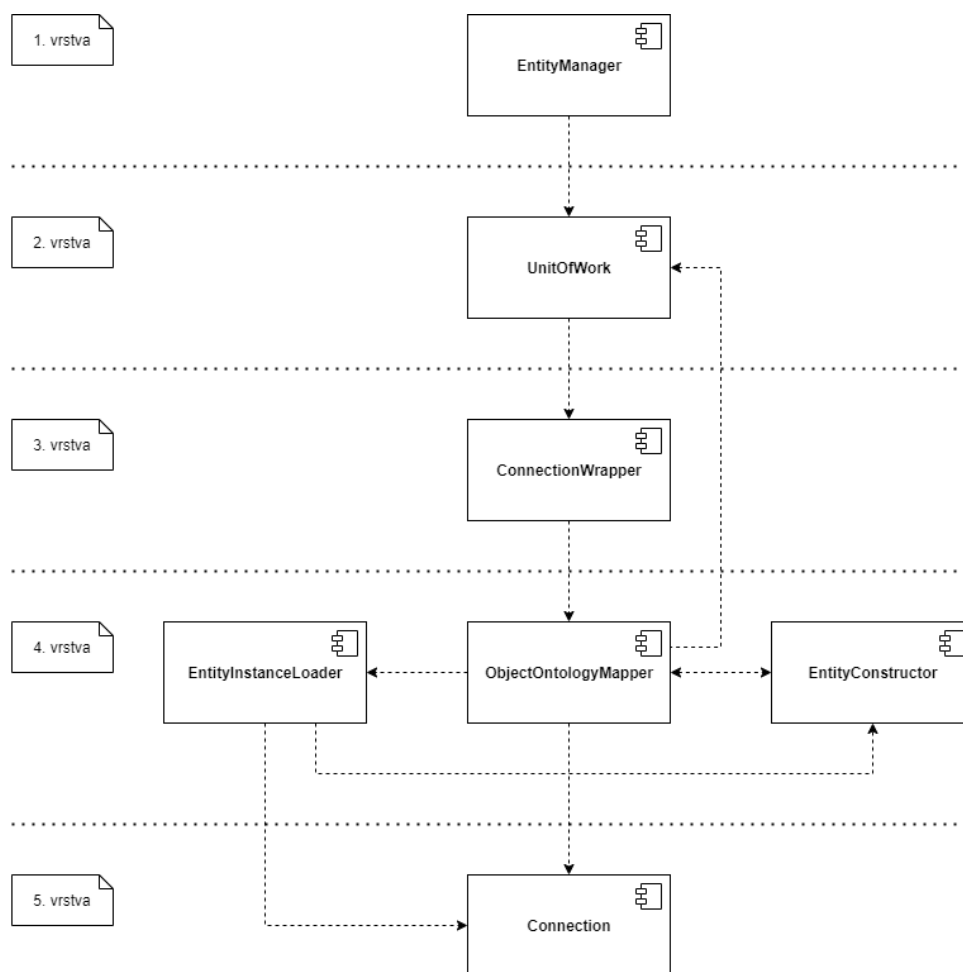 1. vrstva
EntityManager
2. vrstva
UnitOfWork
3. vrstva
ConnectionWrapper
4. vrstva
EntityInstanceLoader
ObjectOntologyMapper
EntityConstructor
5. vrstva
Connection